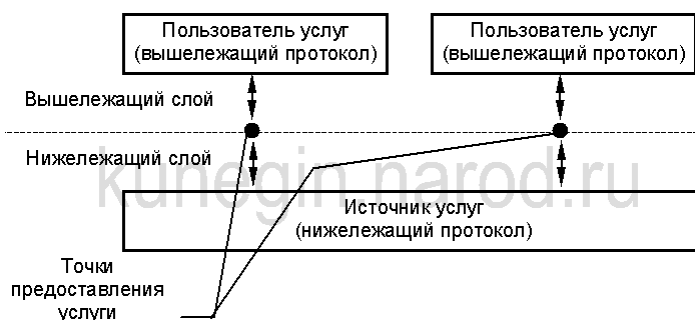 Пользователь услуг
(вышележащий протокол)
Пользователь услуг
(вышележащий протокол)
Вышележащий слой
Нижележащий слой
kunegin.narod.ru
Источник услуг
(нижележащий протокол)
Точки
предоставления
услуги